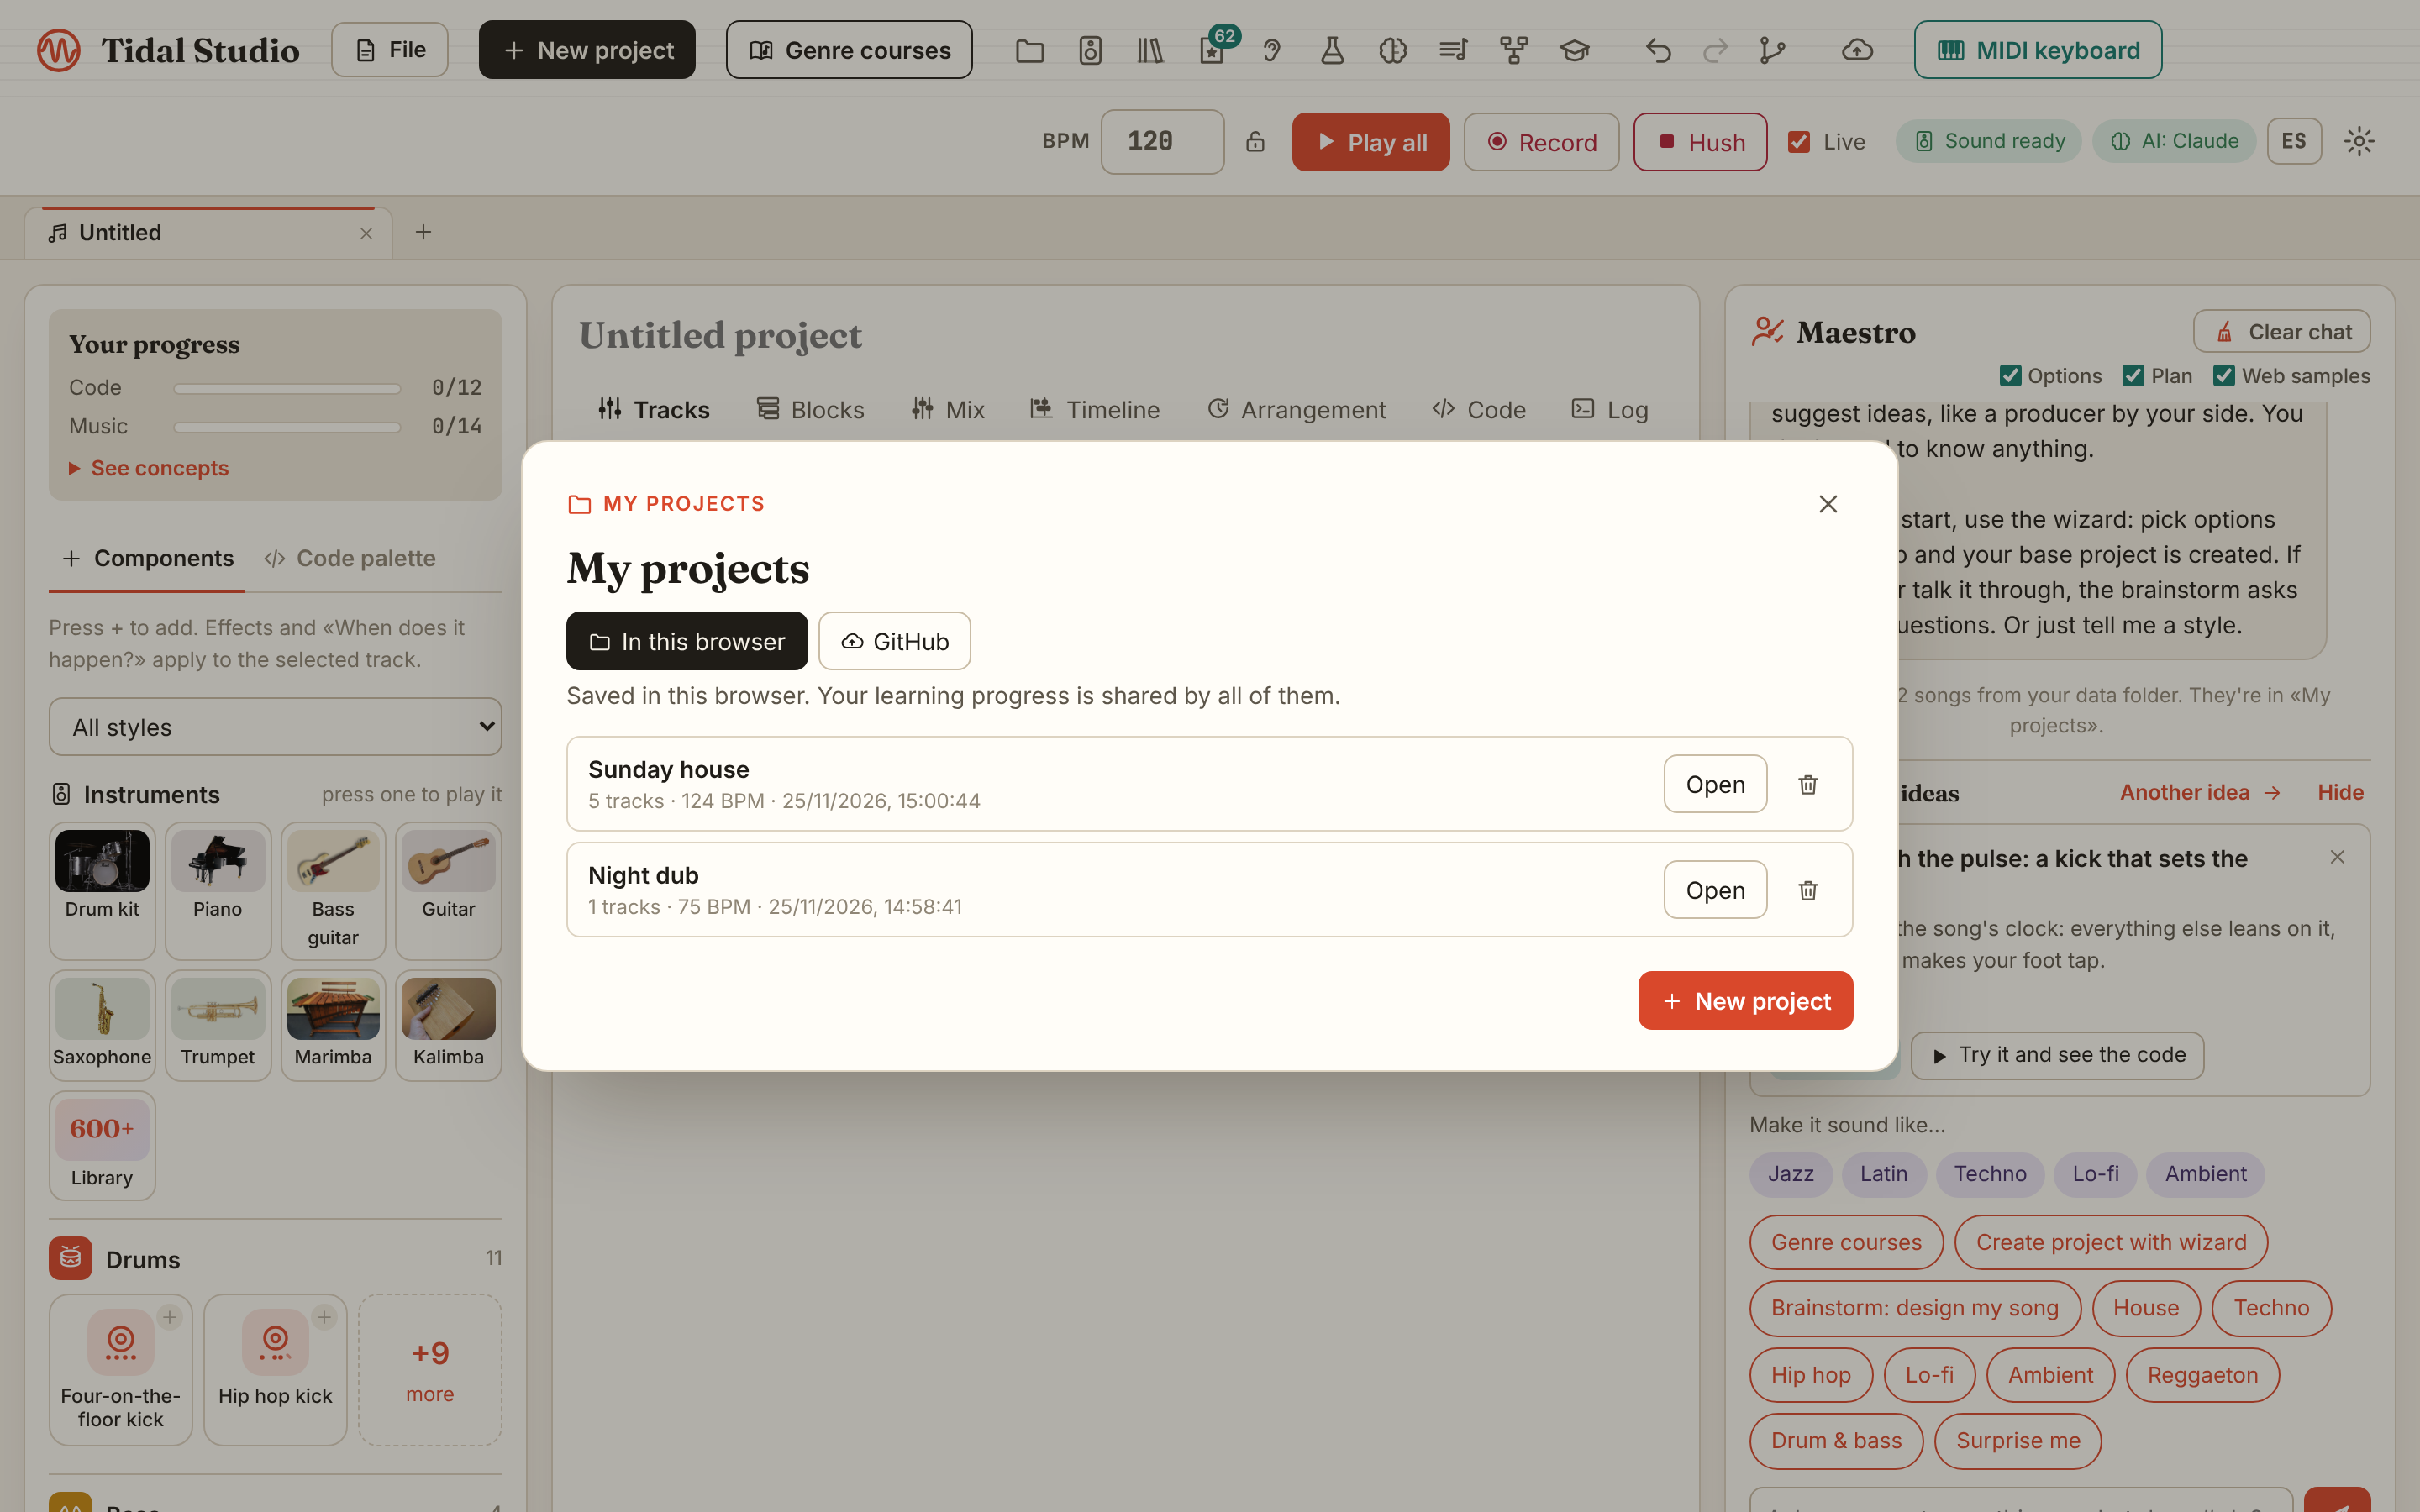 Tidal Studio
File
New project
Genre courses
62
MIDI keyboard
BPM
120
Play all
Record
Hush
Live
Sound ready
AI: Claude
ES
Untitled
Your progress
Code
0/12
Music
0/14
See concepts
Components
Code palette
Press + to add. Effects and «When does it
happen?» apply to the selected track.
All styles
Instruments
press one to play it
Drum kit
Piano
Bass
guitar
Guitar
Saxophone
Trumpet
Marimba
Kalimba
600+
Library
Drums
11
Four-on-the-
floor kick
Hip hop kick
+9
more
Untitled project
Tracks
Blocks
Mix
Timeline
Arrangement
Code
Log
MY PROJECTS
My projects
In this browser
GitHub
Saved in this browser. Your learning progress is shared by all of them.
Sunday house
5 tracks · 124 BPM · 25/11/2026, 15:00:44
Open
Night dub
1 tracks · 75 BPM · 25/11/2026, 14:58:41
Open
New project
Maestro
Clear chat
Options
Plan
Web samples
suggest ideas, like a producer by your side. You
to know anything.
start, use the wizard: pick options
and your base project is created. If
talk it through, the brainstorm asks
Or just tell me a style.
2 songs from your data folder. They're in «My
projects».
ideas
Another idea
Hide
the pulse: a kick that sets the
the song's clock: everything else leans on it,
makes your foot tap.
Try it and see the code
Make it sound like...
Jazz
Latin
Techno
Lo-fi
Ambient
Genre courses
Create project with wizard
Brainstorm: design my song
House
Techno
Hip hop
Lo-fi
Ambient
Reggaeton
Drum & bass
Surprise me